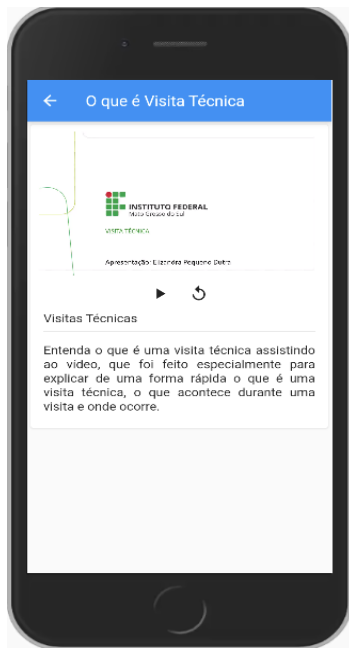 O que é Visita Técnica
INSTITUTO FEDERAL
Mato Grosso do Sul
VISITA TÉCNICA
Apresentação: Elizandra Pequeno Dutra
Visitas Técnicas
Entenda o que é uma visita técnica assistindo
ao vídeo, que foi feito especialmente para
explicar de uma forma rápida o que é uma
visita técnica, o que acontece durante uma
visita e onde ocorre.